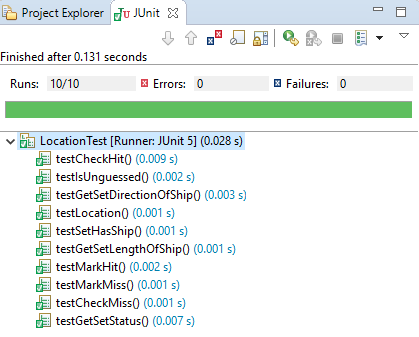 Project Explorer JUnit
Finished after 0.131 seconds
Runs: 10/10 Errors: 0 Failures: 0
LocationTest [Runner: JUnit 5] (0.028 s)
testCheckHit() (0.009 s)
testIsUnguessed() (0.002 s)
testGetSetDirectionOfShip() (0.003 s)
testLocation() (0.001 s)
testSetHasShip() (0.001 s)
testGetSetLengthOfShip() (0.001 s)
testMarkHit() (0.002 s)
testMarkMiss() (0.001 s)
testCheckMiss() (0.001 s)
testGetSetStatus() (0.007 s)